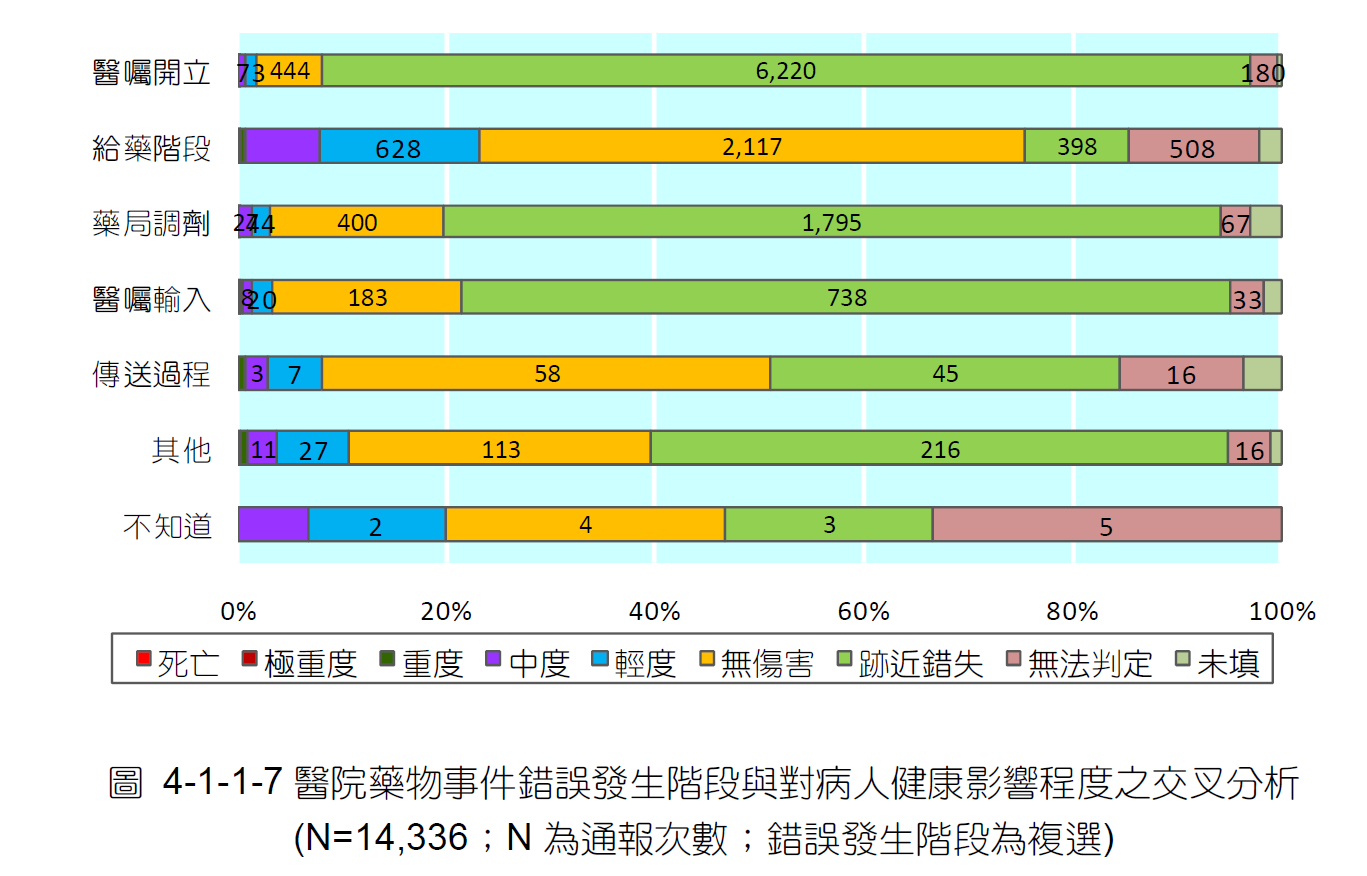 醫囑開立 73 444 6,220 180
給藥階段 628 2,117 398 508
藥局調劑 27 44 400 1,795 67
醫囑輸入 8 20 183 738 33
傳送過程 3 7 58 45 16
其他 11 27 113 216 16
不知道 2 4 3 5
0% 20% 40% 60% 80% 100%
死亡 極重度 重度 中度 輕度 無傷害 跡近錯失 無法判定 未填
圖 4-1-1-7 醫院藥物事件錯誤發生階段與對病人健康影響程度之交叉分析
(N=14,336；N 為通報次數；錯誤發生階段為複選)